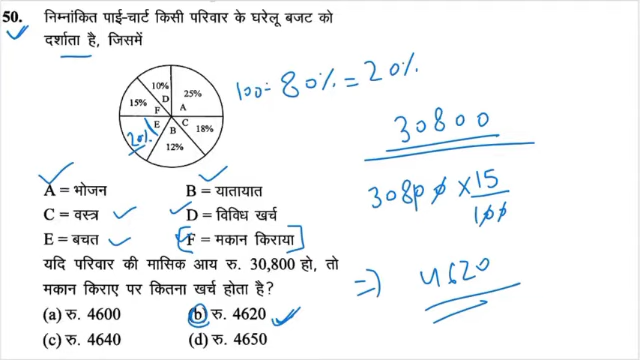 50. निम्नांकित पाई-चार्ट किसी परिवार के घरेलू बजट को
दर्शाता है, जिसमें
100- 80% = 20%
10%
D
25%
A
15%
F
E
20%
B
12%
C
18%
30800
30800 × 15/100
A = भोजन
B = यातायात
C = वस्त्र
D = विविध खर्च
E = बचत
F = मकान किराया
यदि परिवार की मासिक आय रु. 30,800 हो, तो
मकान किराए पर कितना खर्च होता है?
⇒) 4620
(a) रु. 4600
(b) रु. 4620
(c) रु. 4640
(d) रु. 4650